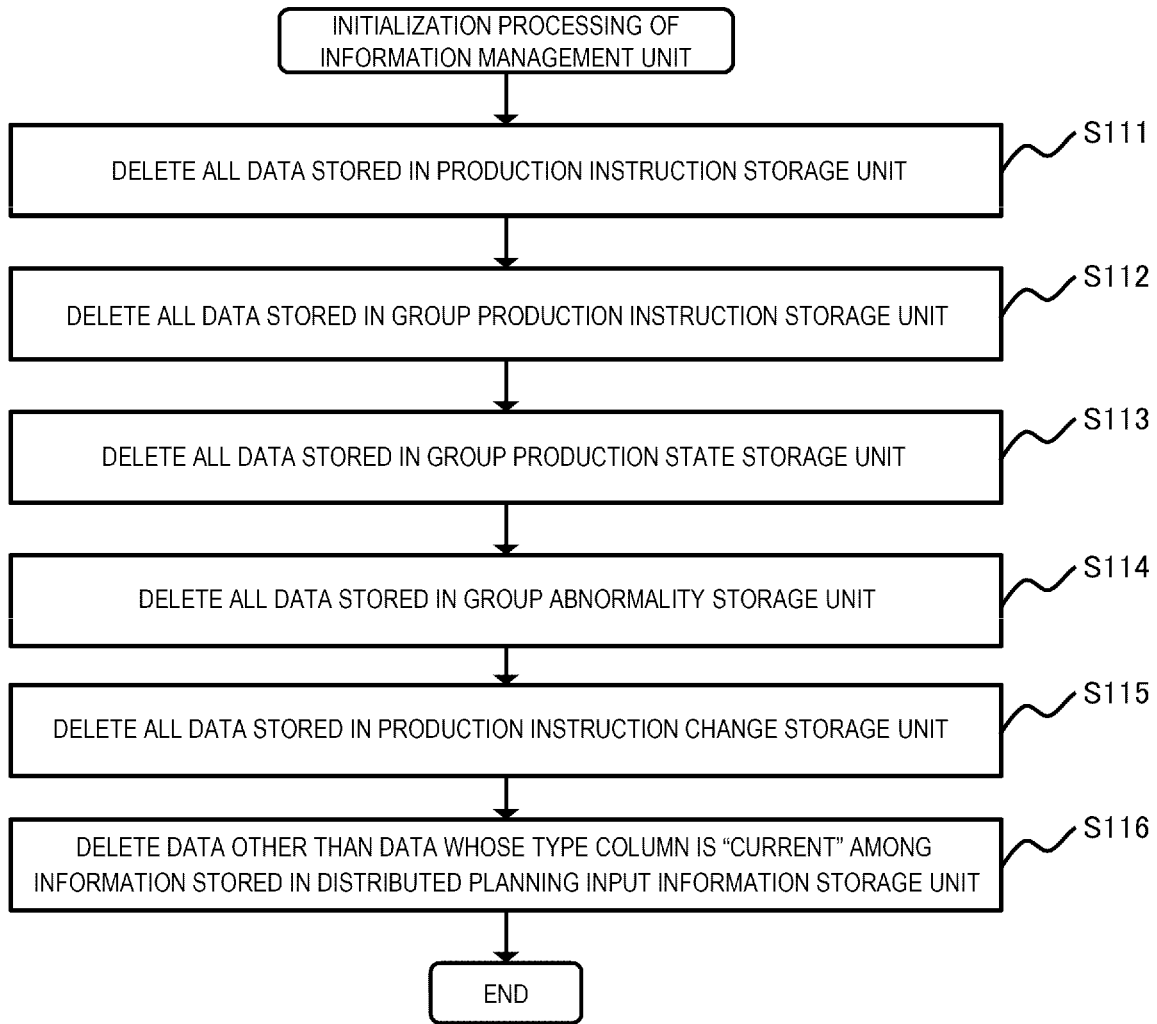 INITIALIZATION PROCESSING OF
INFORMATION MANAGEMENT UNIT
DELETE ALL DATA STORED IN PRODUCTION INSTRUCTION STORAGE UNIT
S111
DELETE ALL DATA STORED IN GROUP PRODUCTION INSTRUCTION STORAGE UNIT
S112
DELETE ALL DATA STORED IN GROUP PRODUCTION STATE STORAGE UNIT
S113
DELETE ALL DATA STORED IN GROUP ABNORMALITY STORAGE UNIT
S114
DELETE ALL DATA STORED IN PRODUCTION INSTRUCTION CHANGE STORAGE UNIT
S115
DELETE DATA OTHER THAN DATA WHOSE TYPE COLUMN IS “CURRENT” AMONG
INFORMATION STORED IN DISTRIBUTED PLANNING INPUT INFORMATION STORAGE UNIT
S116
END